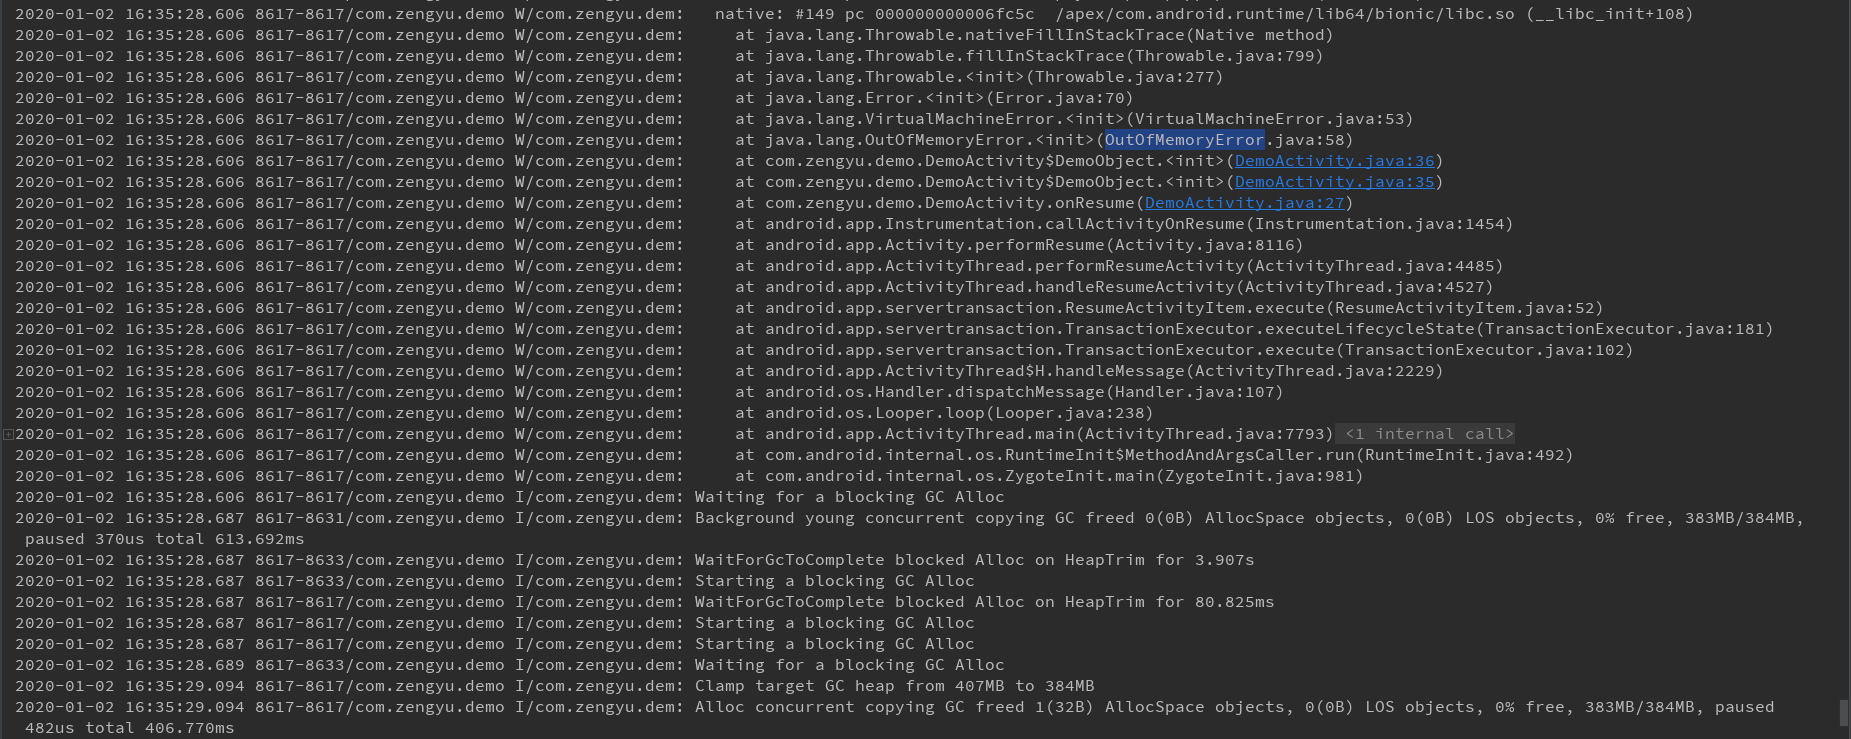 2020-01-02 16:35:28.606 8617-8617/com.zengyu.demo W/com.zengyu.dem:   native: #149 pc 000000000006fc5c  /apex/com.android.runtime/lib64/bionic/libc.so (__libc_init+108)
2020-01-02 16:35:28.606 8617-8617/com.zengyu.demo W/com.zengyu.dem:     at java.lang.Throwable.nativeFillInStackTrace(Native method)
2020-01-02 16:35:28.606 8617-8617/com.zengyu.demo W/com.zengyu.dem:     at java.lang.Throwable.fillInStackTrace(Throwable.java:799)
2020-01-02 16:35:28.606 8617-8617/com.zengyu.demo W/com.zengyu.dem:     at java.lang.Throwable.<init>(Throwable.java:277)
2020-01-02 16:35:28.606 8617-8617/com.zengyu.demo W/com.zengyu.dem:     at java.lang.Error.<init>(Error.java:70)
2020-01-02 16:35:28.606 8617-8617/com.zengyu.demo W/com.zengyu.dem:     at java.lang.VirtualMachineError.<init>(VirtualMachineError.java:53)
2020-01-02 16:35:28.606 8617-8617/com.zengyu.demo W/com.zengyu.dem:     at java.lang.OutOfMemoryError.<init>(OutOfMemoryError.java:58)
2020-01-02 16:35:28.606 8617-8617/com.zengyu.demo W/com.zengyu.dem:     at com.zengyu.demo.DemoActivity$DemoObject.<init>(DemoActivity.java:36)
2020-01-02 16:35:28.606 8617-8617/com.zengyu.demo W/com.zengyu.dem:     at com.zengyu.demo.DemoActivity$DemoObject.<init>(DemoActivity.java:35)
2020-01-02 16:35:28.606 8617-8617/com.zengyu.demo W/com.zengyu.dem:     at com.zengyu.demo.DemoActivity.onResume(DemoActivity.java:27)
2020-01-02 16:35:28.606 8617-8617/com.zengyu.demo W/com.zengyu.dem:     at android.app.Instrumentation.callActivityOnResume(Instrumentation.java:1454)
2020-01-02 16:35:28.606 8617-8617/com.zengyu.demo W/com.zengyu.dem:     at android.app.Activity.performResume(Activity.java:8116)
2020-01-02 16:35:28.606 8617-8617/com.zengyu.demo W/com.zengyu.dem:     at android.app.ActivityThread.performResumeActivity(ActivityThread.java:4485)
2020-01-02 16:35:28.606 8617-8617/com.zengyu.demo W/com.zengyu.dem:     at android.app.ActivityThread.handleResumeActivity(ActivityThread.java:4527)
2020-01-02 16:35:28.606 8617-8617/com.zengyu.demo W/com.zengyu.dem:     at android.app.servertransaction.ResumeActivityItem.execute(ResumeActivityItem.java:52)
2020-01-02 16:35:28.606 8617-8617/com.zengyu.demo W/com.zengyu.dem:     at android.app.servertransaction.TransactionExecutor.executeLifecycleState(TransactionExecutor.java:181)
2020-01-02 16:35:28.606 8617-8617/com.zengyu.demo W/com.zengyu.dem:     at android.app.servertransaction.TransactionExecutor.execute(TransactionExecutor.java:102)
2020-01-02 16:35:28.606 8617-8617/com.zengyu.demo W/com.zengyu.dem:     at android.app.ActivityThread$H.handleMessage(ActivityThread.java:2229)
2020-01-02 16:35:28.606 8617-8617/com.zengyu.demo W/com.zengyu.dem:     at android.os.Handler.dispatchMessage(Handler.java:107)
2020-01-02 16:35:28.606 8617-8617/com.zengyu.demo W/com.zengyu.dem:     at android.os.Looper.loop(Looper.java:238)
2020-01-02 16:35:28.606 8617-8617/com.zengyu.demo W/com.zengyu.dem:     at android.app.ActivityThread.main(ActivityThread.java:7793) <1 internal call>
2020-01-02 16:35:28.606 8617-8617/com.zengyu.demo W/com.zengyu.dem:     at com.android.internal.os.RuntimeInit$MethodAndArgsCaller.run(RuntimeInit.java:492)
2020-01-02 16:35:28.606 8617-8617/com.zengyu.demo W/com.zengyu.dem:     at com.android.internal.os.ZygoteInit.main(ZygoteInit.java:981)
2020-01-02 16:35:28.606 8617-8617/com.zengyu.demo I/com.zengyu.dem: Waiting for a blocking GC Alloc
2020-01-02 16:35:28.687 8617-8631/com.zengyu.demo I/com.zengyu.dem: Background young concurrent copying GC freed 0(0B) AllocSpace objects, 0(0B) LOS objects, 0% free, 383MB/384MB,
 paused 370us total 613.692ms
2020-01-02 16:35:28.687 8617-8633/com.zengyu.demo I/com.zengyu.dem: WaitForGcToComplete blocked Alloc on HeapTrim for 3.907s
2020-01-02 16:35:28.687 8617-8633/com.zengyu.demo I/com.zengyu.dem: Starting a blocking GC Alloc
2020-01-02 16:35:28.687 8617-8617/com.zengyu.demo I/com.zengyu.dem: WaitForGcToComplete blocked Alloc on HeapTrim for 80.825ms
2020-01-02 16:35:28.687 8617-8617/com.zengyu.demo I/com.zengyu.dem: Starting a blocking GC Alloc
2020-01-02 16:35:28.687 8617-8617/com.zengyu.demo I/com.zengyu.dem: Starting a blocking GC Alloc
2020-01-02 16:35:28.689 8617-8633/com.zengyu.demo I/com.zengyu.dem: Waiting for a blocking GC Alloc
2020-01-02 16:35:29.094 8617-8617/com.zengyu.demo I/com.zengyu.dem: Clamp target GC heap from 407MB to 384MB
2020-01-02 16:35:29.094 8617-8617/com.zengyu.demo I/com.zengyu.dem: Alloc concurrent copying GC freed 1(32B) AllocSpace objects, 0(0B) LOS objects, 0% free, 383MB/384MB, paused
 482us total 406.770ms